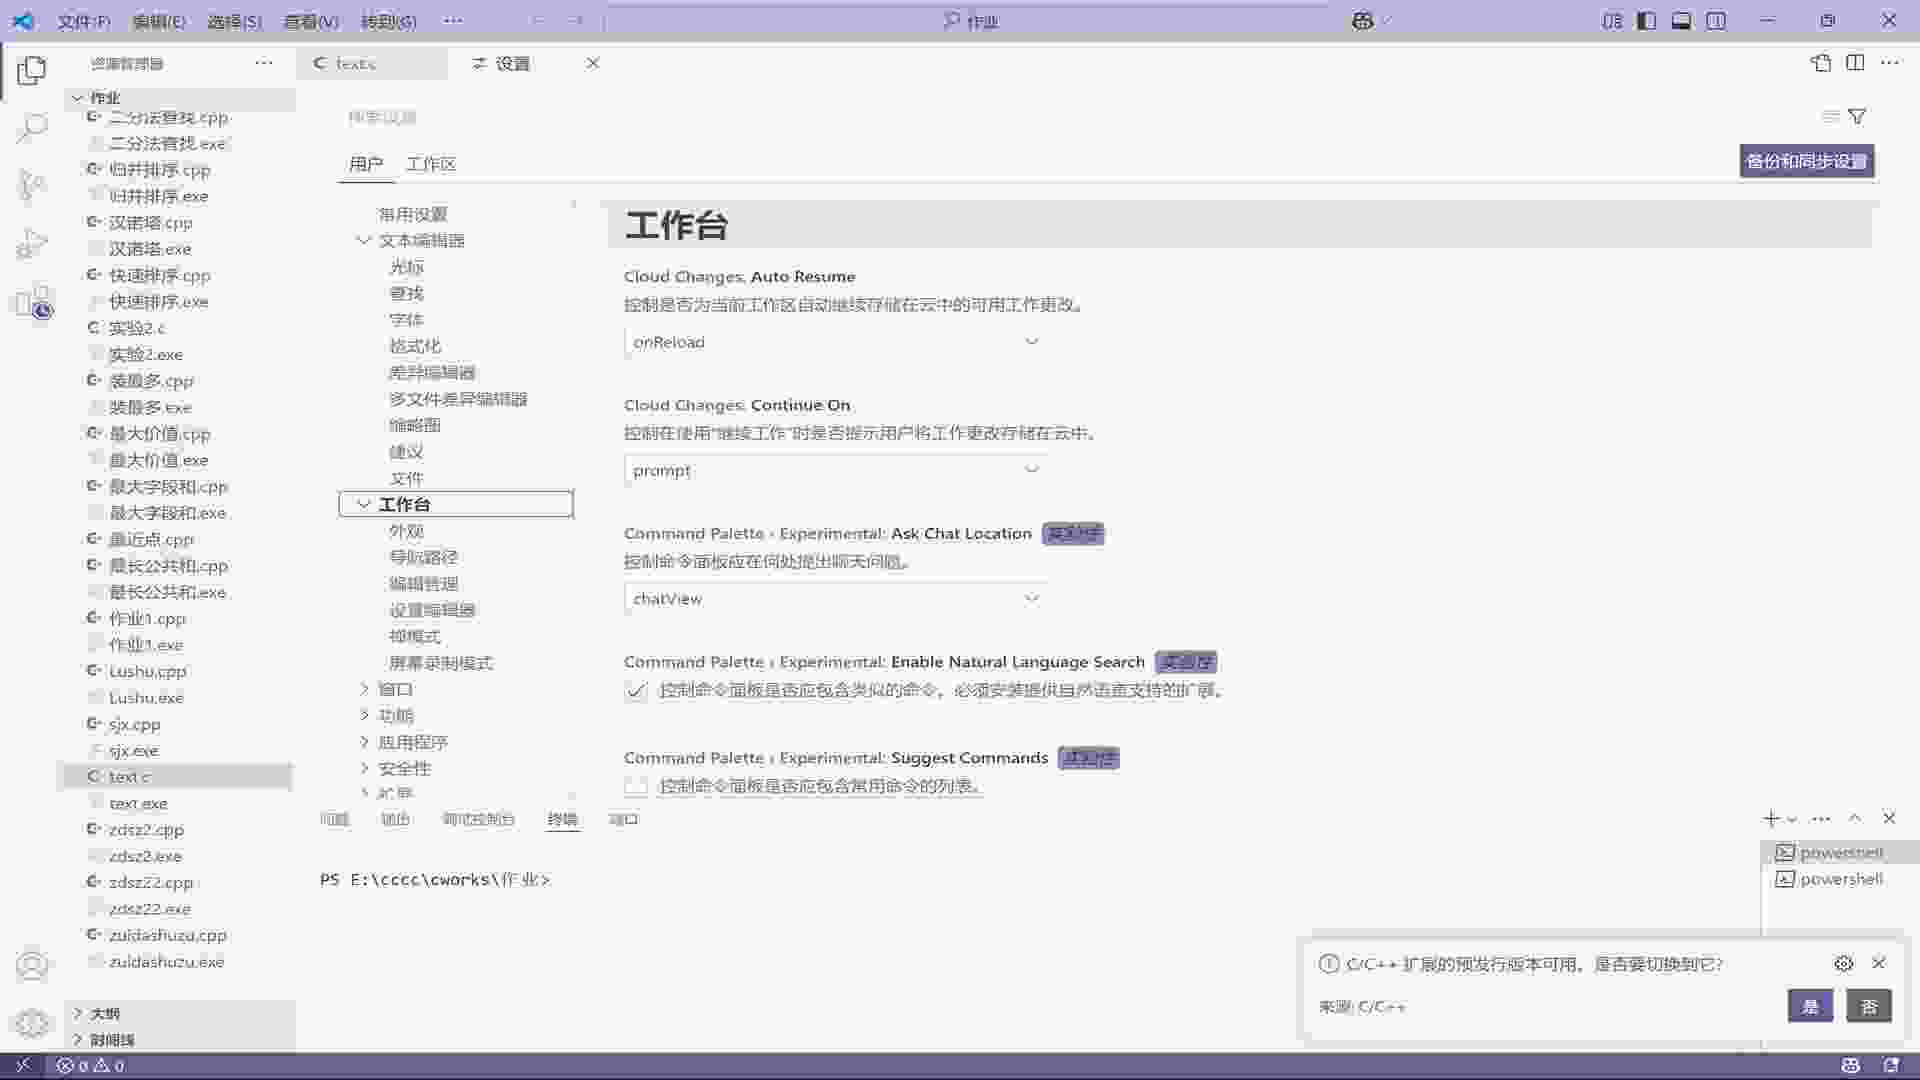 文件(F) 编辑(E) 选择(S) 查看(V) 转到(G) ··· 作业
资源管理器 ···
text.c
设置
作业
二分法查找.cpp
二分法查找.exe
归并排序.cpp
归并排序.exe
汉诺塔.cpp
汉诺塔.exe
快速排序.cpp
快速排序.exe
实验2.c
实验2.exe
装最多.cpp
装最多.exe
最大价值.cpp
最大价值.exe
最大字段和.cpp
最大字段和.exe
最近点.cpp
最长公共和.cpp
最长公共和.exe
作业1.cpp
作业1.exe
Lushu.cpp
Lushu.exe
sjx.cpp
sjx.exe
text.c
text.exe
zdsz2.cpp
zdsz2.exe
zdsz22.cpp
zdsz22.exe
zuidashuzu.cpp
zuidashuzu.exe
大纲
时间线
搜索设置
用户 工作区
备份和同步设置
常用设置
文本编辑器
光标
查找
字体
格式化
差异编辑器
多文件差异编辑器
缩略图
建议
文件
工作台
外观
导航路径
编辑管理
设置编辑器
禅模式
屏幕录制模式
窗口
功能
应用程序
安全性
扩展
工作台
Cloud Changes: Auto Resume
控制是否为当前工作区自动继续存储在云中的可用工作更改。
onReload
Cloud Changes: Continue On
控制在使用“继续工作”时是否提示用户将工作更改存储在云中。
prompt
Command Palette › Experimental: Ask Chat Location 实验性
控制命令面板应在何处提出聊天问题。
chatView
Command Palette › Experimental: Enable Natural Language Search 实验性
控制命令面板是否应包含类似的命令。必须安装提供自然语言支持的扩展。
Command Palette › Experimental: Suggest Commands 实验性
控制命令面板是否应包含常用命令的列表。
问题 输出 调试控制台 终端 端口
PS E:\cccc\cworks\作业>
powershell
powershell
C/C++ 扩展的预发行版本可用。是否要切换到它?
来源: C/C++
是 否
0 0